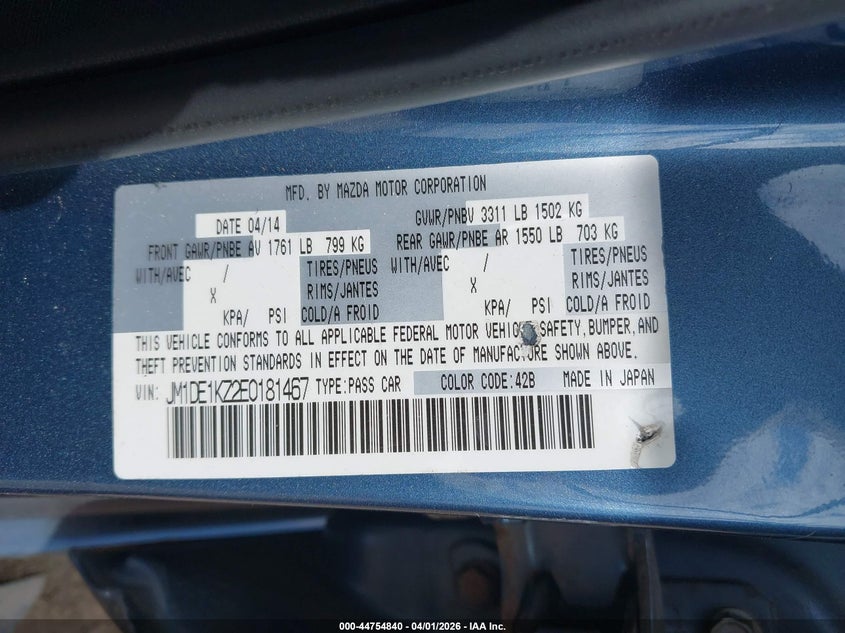 MFD. BY MAZDA MOTOR CORPORATION
DATE 04/14 GVWR/PNBV 3311 LB 1502 KG
FRONT GAWR/PNBE AV 1761 LB 799 KG REAR GAWR/PNBE AR 1550 LB 703 KG
WITH/AVEC / TIRES/PNEUS WITH/AVEC / TIRES/PNEUS
X RIMS/JANTES X RIMS/JANTES
KPA/ PSI COLD/A FROID KPA/ PSI COLD/A FROID
THIS VEHICLE CONFORMS TO ALL APPLICABLE FEDERAL MOTOR VEHICLE SAFETY, BUMPER, AND
THEFT PREVENTION STANDARDS IN EFFECT ON THE DATE OF MANUFACTURE SHOWN ABOVE.
VIN: JM1DE1KZ2E0181467 TYPE:PASS CAR COLOR CODE:42B MADE IN JAPAN
000-44754840 - 04/01/2026 - IAA Inc.